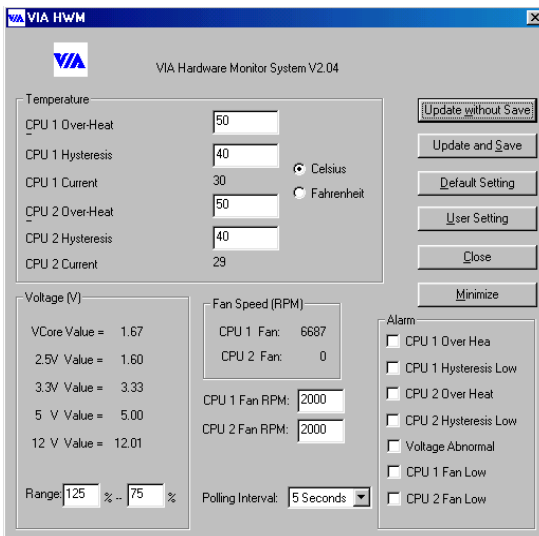 VIA HWM
VIA
VIA Hardware Monitor System V2.04
Temperature
CPU 1 Over-Heat 50
CPU 1 Hysteresis 40
CPU 1 Current 30
CPU 2 Over-Heat 50
CPU 2 Hysteresis 40
CPU 2 Current 29
Celsius
Fahrenheit
Update without Save
Update and Save
Default Setting
User Setting
Close
Minimize
Voltage (V)
VCore Value = 1.67
2.5V Value = 1.60
3.3V Value = 3.33
5 V Value = 5.00
12 V Value = 12.01
Range: 125 % -- 75 %
Fan Speed (RPM)
CPU 1 Fan: 6687
CPU 2 Fan: 0
CPU 1 Fan RPM: 2000
CPU 2 Fan RPM: 2000
Polling Interval: 5 Seconds
Alarm
CPU 1 Over Hea
CPU 1 Hysteresis Low
CPU 2 Over Heat
CPU 2 Hysteresis Low
Voltage Abnormal
CPU 1 Fan Low
CPU 2 Fan Low